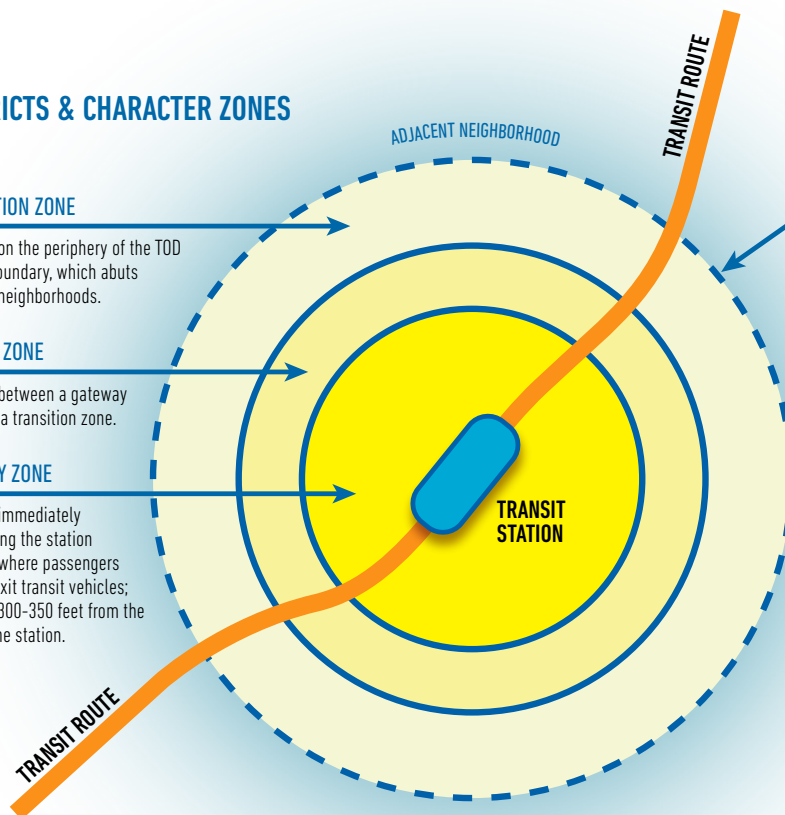 RICTS & CHARACTER ZONES
ADJACENT NEIGHBORHOOD
TRANSIT ROUTE
TION ZONE
on the periphery of the TOD
oundary, which abuts
neighborhoods.
ZONE
between a gateway
a transition zone.
Y ZONE
immediately
ng the station
where passengers
xit transit vehicles;
300-350 feet from the
he station.
TRANSIT
STATION
TRANSIT ROUTE